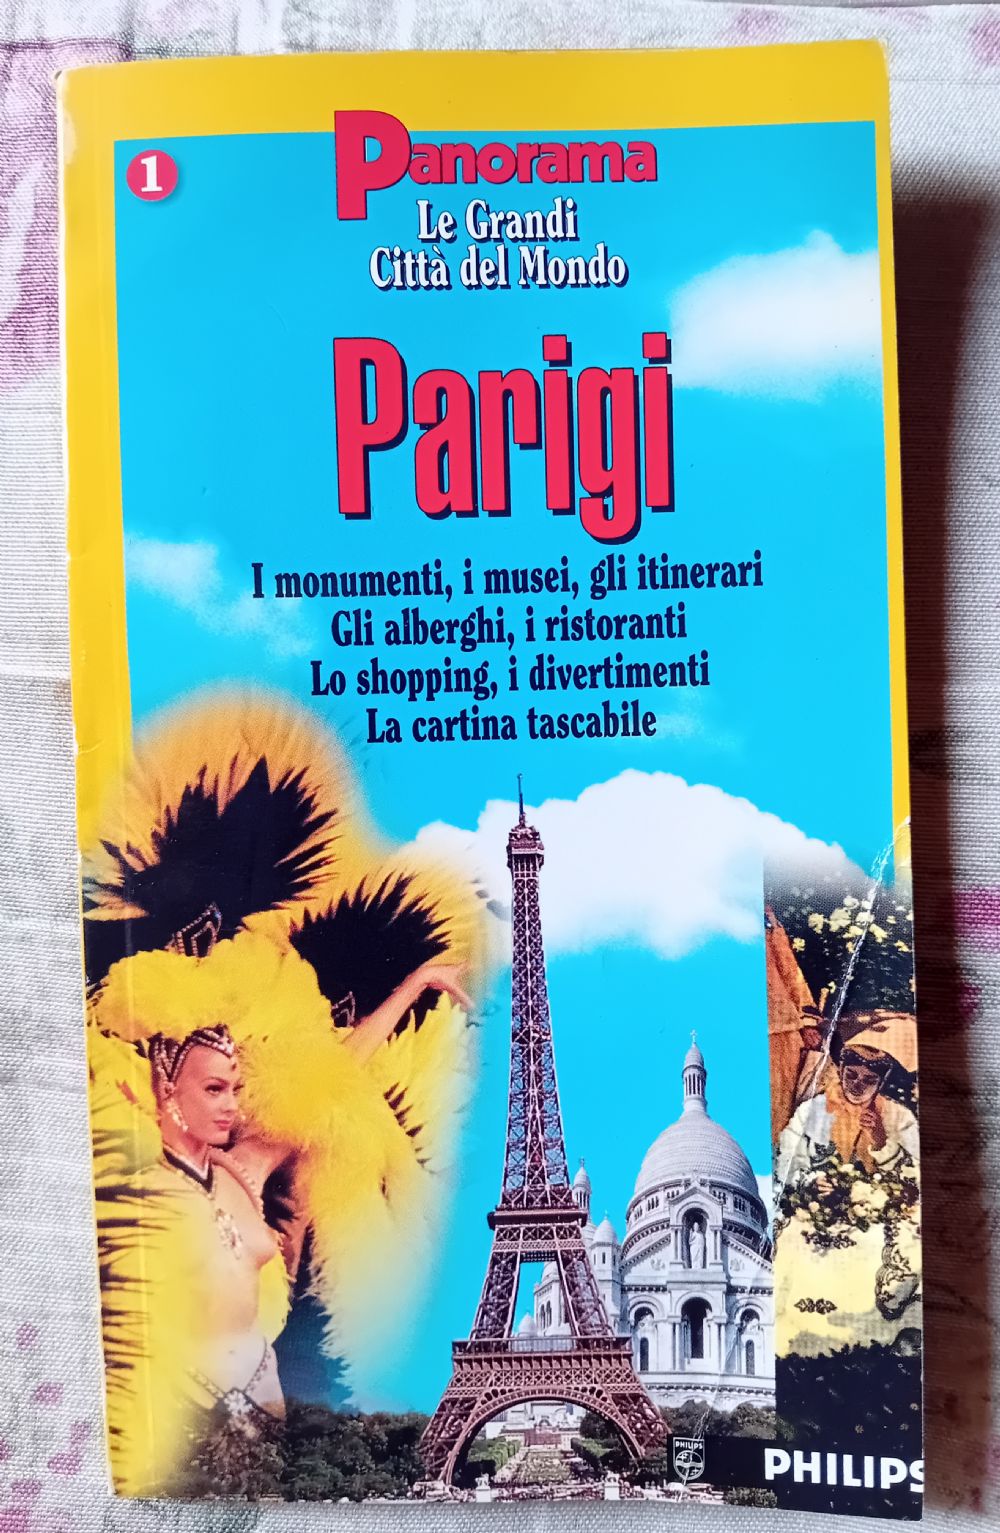 1
Panorama
Le Grandi
Città del Mondo
Parigi
I monumenti, i musei, gli itinerari
Gli alberghi, i ristoranti
Lo shopping, i divertimenti
La cartina tascabile
PHILIPS
PHILIPS